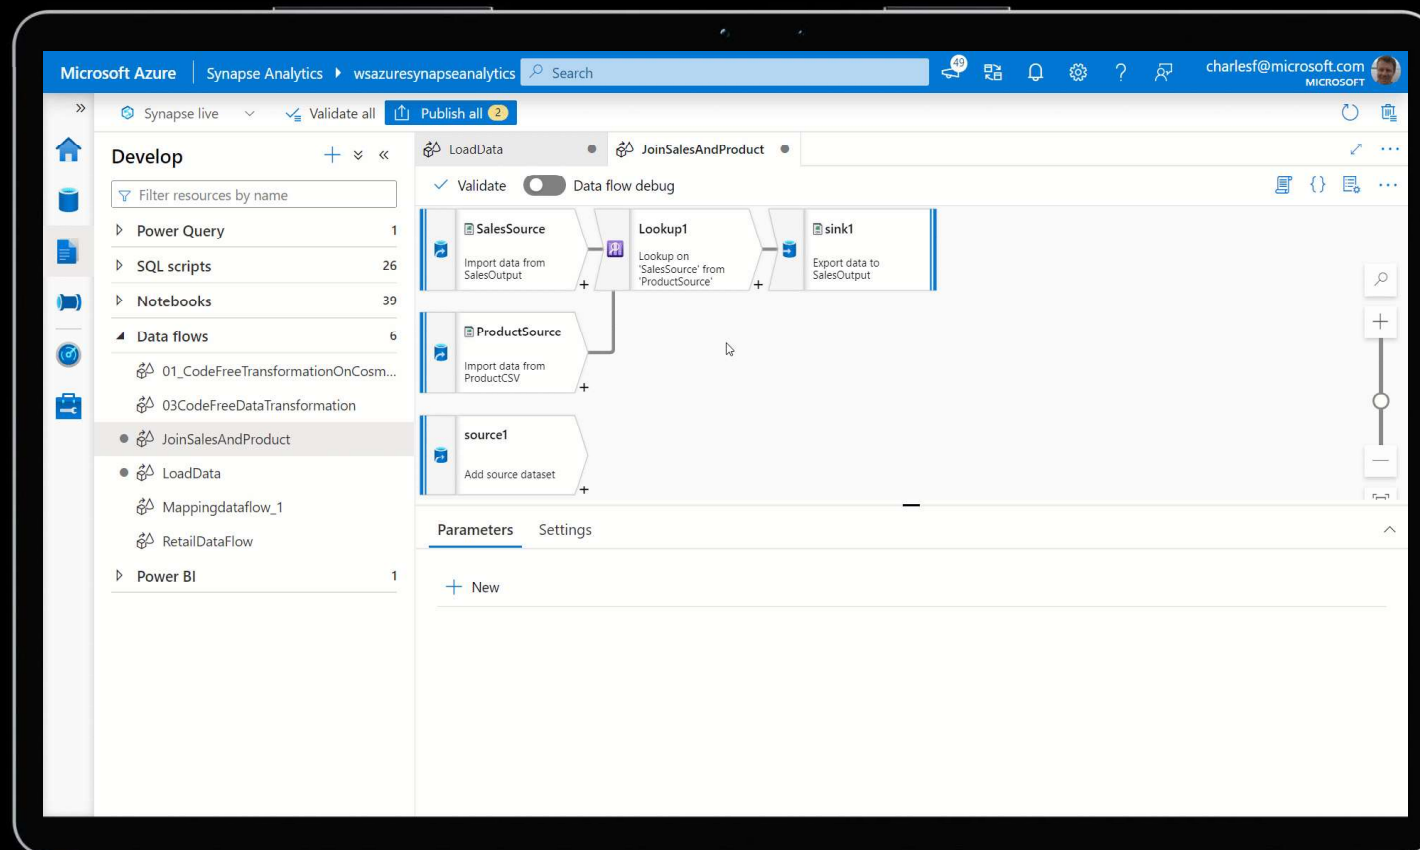 Microsoft Azure
Synapse Analytics
wsazuresynapseanalytics
Search
49
charlesf@microsoft.com
MICROSOFT
Synapse live
Validate all
Publish all 2
Develop
Filter resources by name
Power Query 1
SQL scripts 26
Notebooks 39
Data flows 6
01_CodeFreeTransformationOnCosm...
03CodeFreeDataTransformation
JoinSalesAndProduct
LoadData
Mappingdataflow_1
RetailDataFlow
Power BI 1
LoadData
JoinSalesAndProduct
Validate
Data flow debug
SalesSource
Import data from
SalesOutput
Lookup1
Lookup on
'SalesSource' from
'ProductSource'
sink1
Export data to
SalesOutput
ProductSource
Import data from
ProductCSV
source1
Add source dataset
Parameters
Settings
New